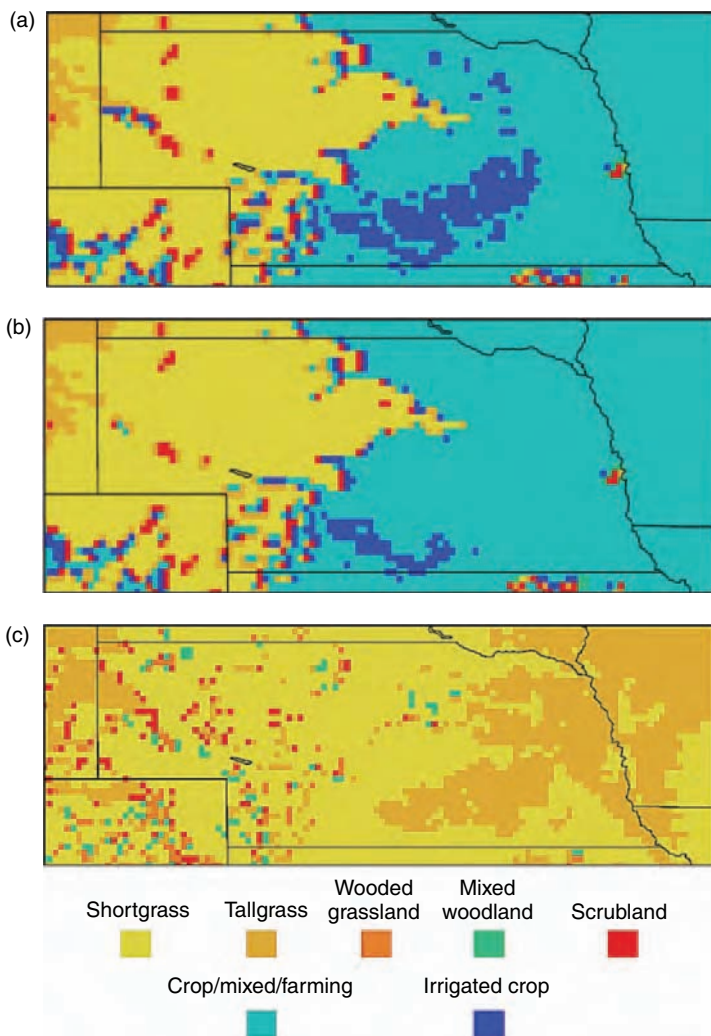 (a)
(b)
(c)
Shortgrass
Tallgrass
Wooded
grassland
Mixed
woodland
Scrubland
Crop/mixed/farming
Irrigated crop